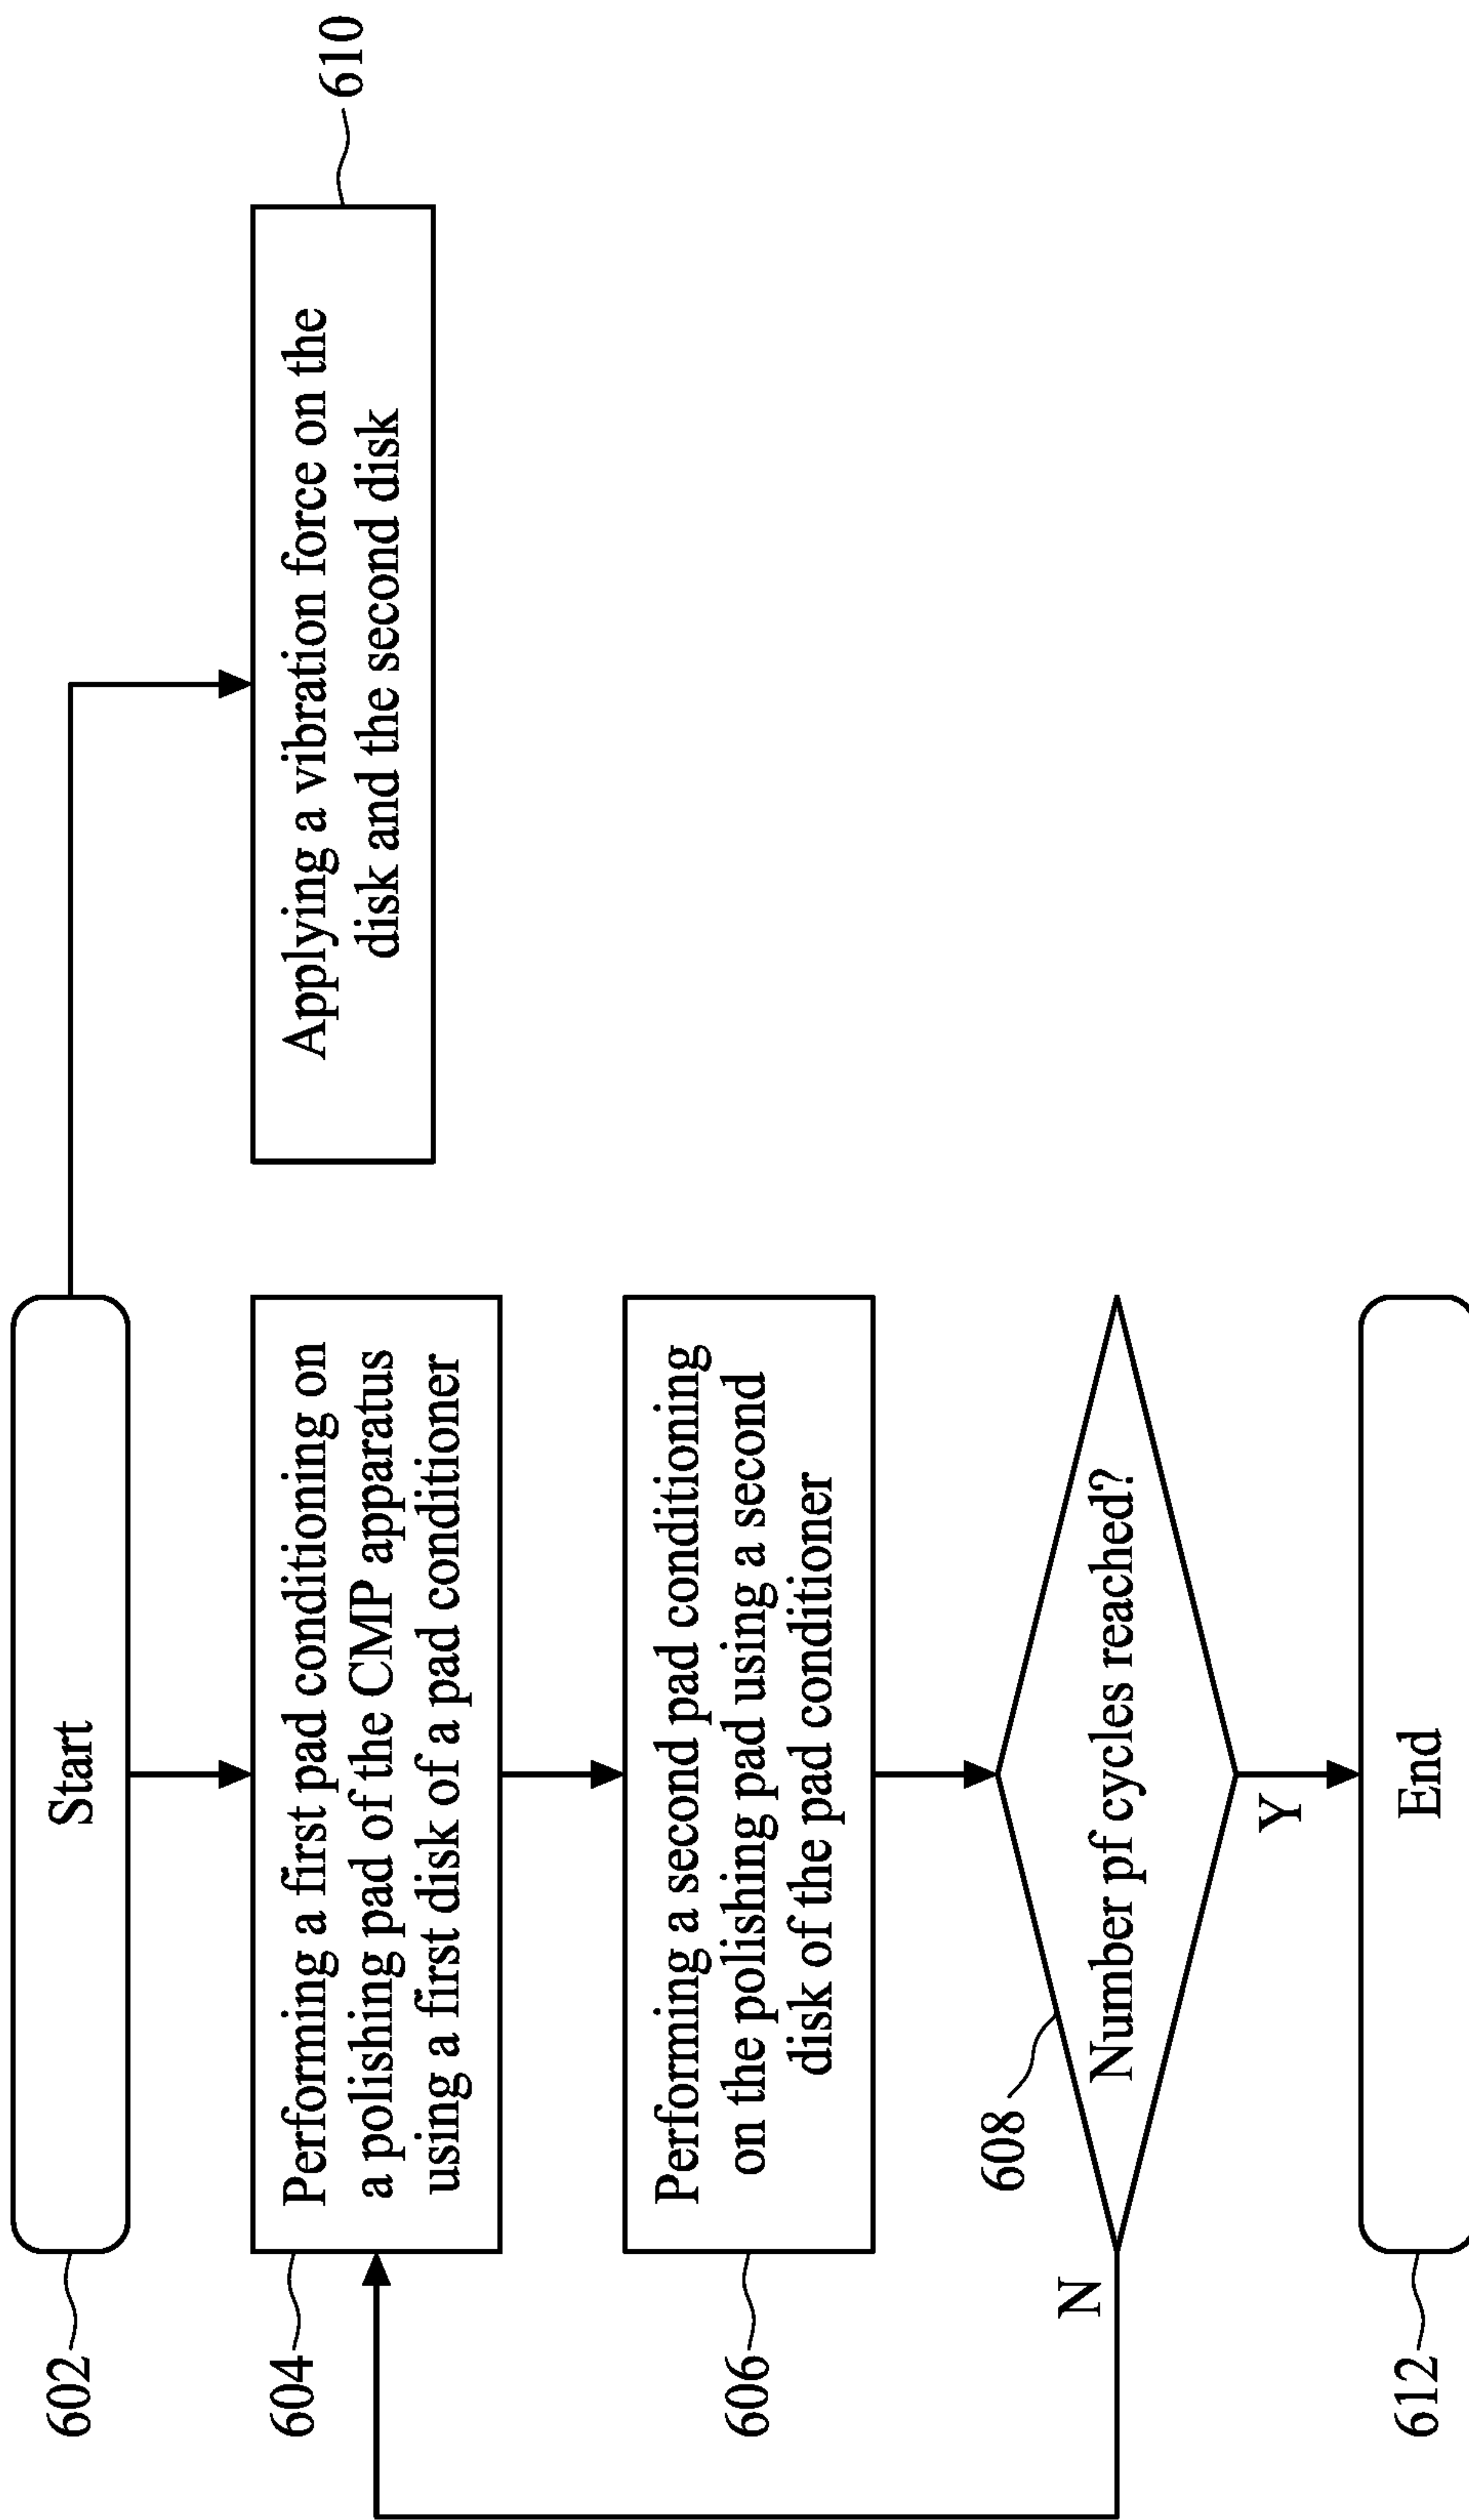 602
Start
604
Performing a first pad conditioning on
a polishing pad of the CMP apparatus
using a first disk of a pad conditioner
610
Applying a vibration force on the
disk and the second disk
606
Performing a second pad conditioning
on the polishing pad using a second
disk of the pad conditioner
608
Number pf cycles reached?
N
Y
612
End